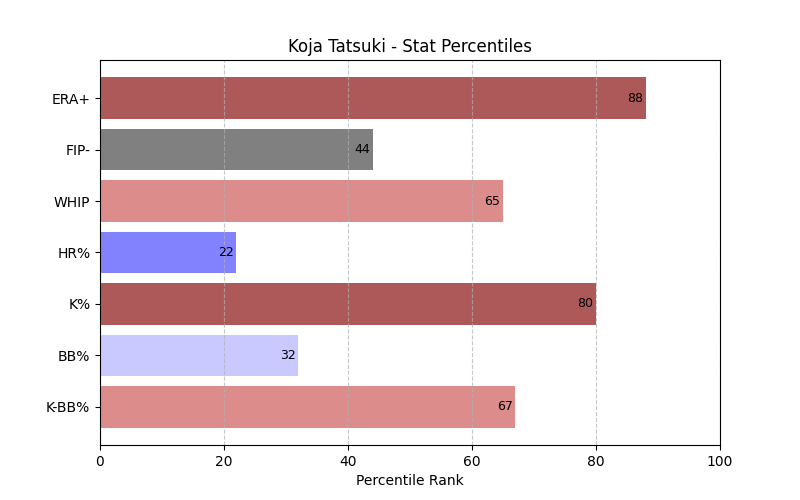 Koja Tatsuki - Stat Percentiles
ERA+ 88
FIP- 44
WHIP 65
HR% 22
K% 80
BB% 32
K-BB% 67
0 20 40 60 80 100
Percentile Rank